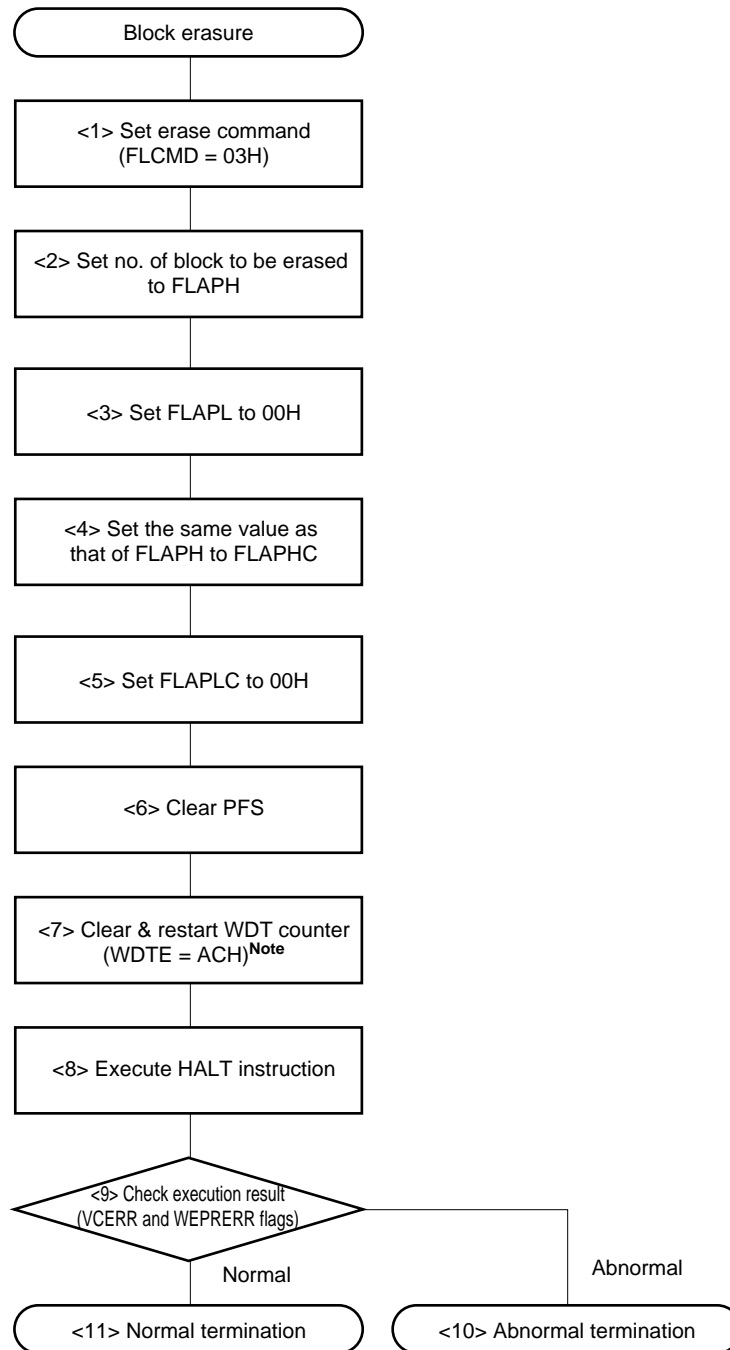 Block erasure
<1> Set erase command
(FLCMD = 03H)
<2> Set no. of block to be erased
to FLAPH
<3> Set FLAPL to 00H
<4> Set the same value as
that of FLAPH to FLAPHC
<5> Set FLAPLC to 00H
<6> Clear PFS
<7> Clear & restart WDT counter
(WDTE = ACH)Note
<8> Execute HALT instruction
<9> Check execution result
(VCERR and WEPRERR flags)
Normal
Abnormal
<11> Normal termination
<10> Abnormal termination